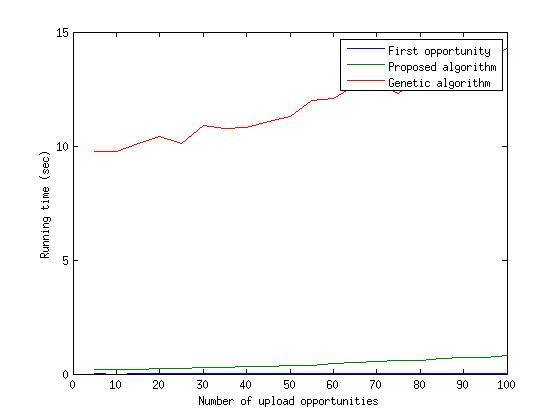 15
10
5
0
0 10 20 30 40 50 60 70 80 90 100
Running time (sec)
Number of upload opportunities
First opportunity
Proposed algorithm
Genetic algorithm